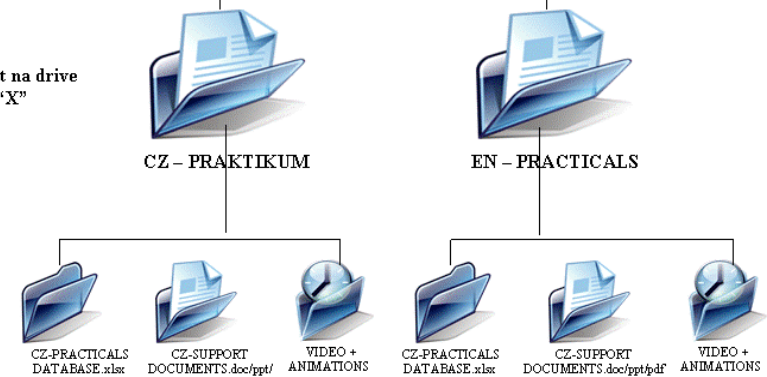 t na drive
“X”
CZ – PRAKTIKUM
EN – PRACTICALS
CZ-PRACTICALS
DATABASE.xlsx
CZ-SUPPORT
DOCUMENTS.doc/ppt/
VIDEO +
ANIMATIONS
CZ-PRACTICALS
DATABASE.xlsx
CZ-SUPPORT
DOCUMENTS.doc/ppt/pdf
VIDEO +
ANIMATIONS